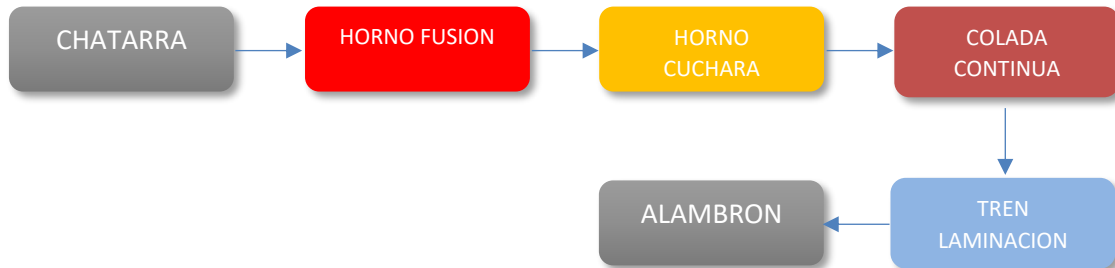 CHATARRA
HORNO FUSION
HORNO
CUCHARA
COLADA
CONTINUA
TREN
LAMINACION
ALAMBRON